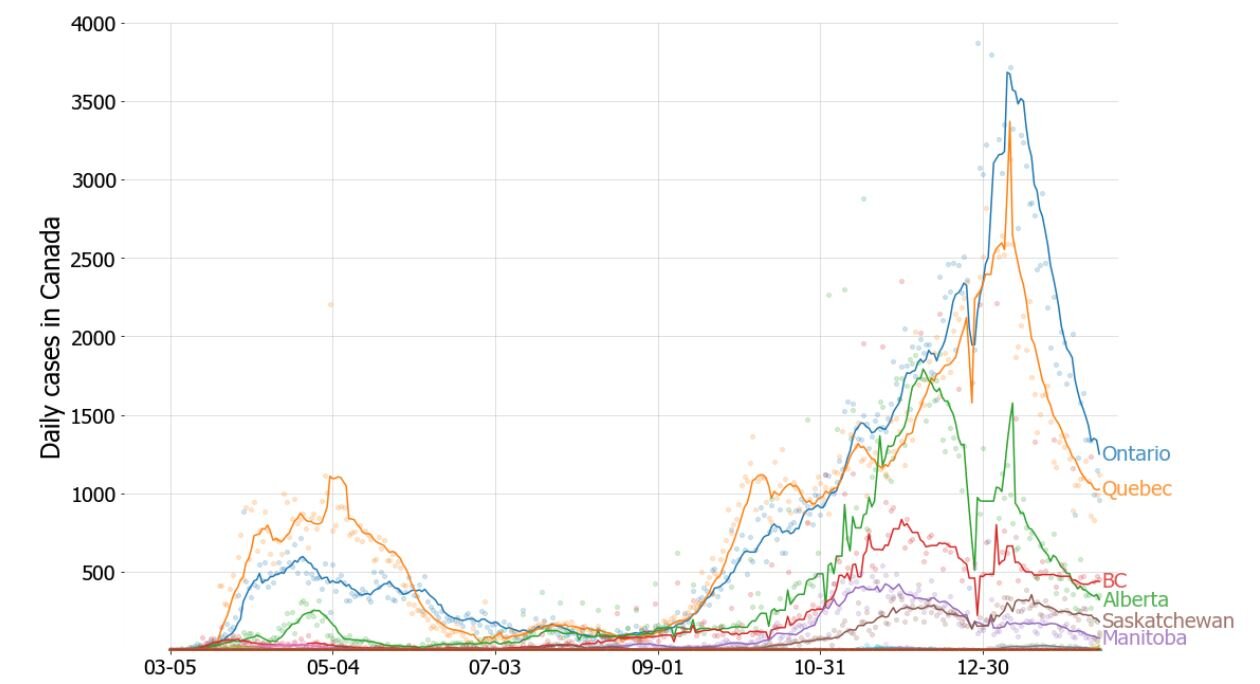 4000
3500
3000
2500
2000
1500
1000
500
Daily cases in Canada
03-05
05-04
07-03
09-01
10-31
12-30
Ontario
Quebec
BC
Alberta
Saskatchewan
Manitoba